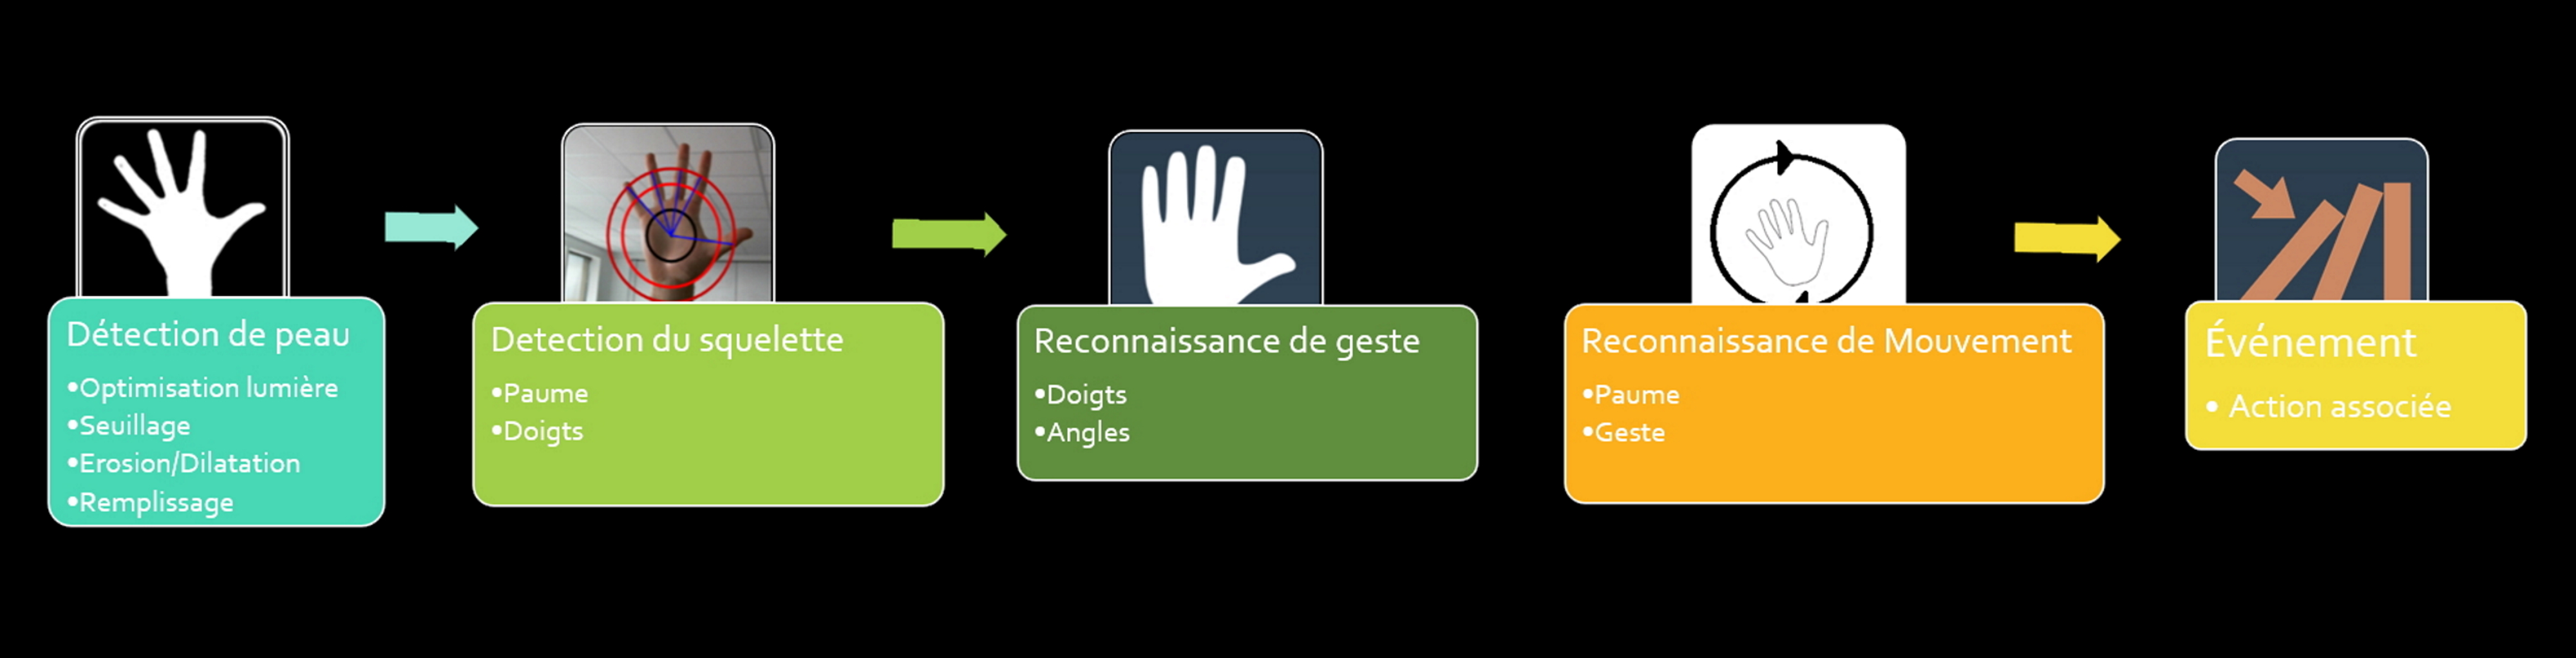 Détection de peau
•Optimisation lumière
•Seuillage
•Erosion/Dilatation
•Remplissage
Detection du squelette
•Paume
•Doigts
Reconnaissance de geste
•Doigts
•Angles
Reconnaissance de Mouvement
•Paume
•Geste
Événement
• Action associée